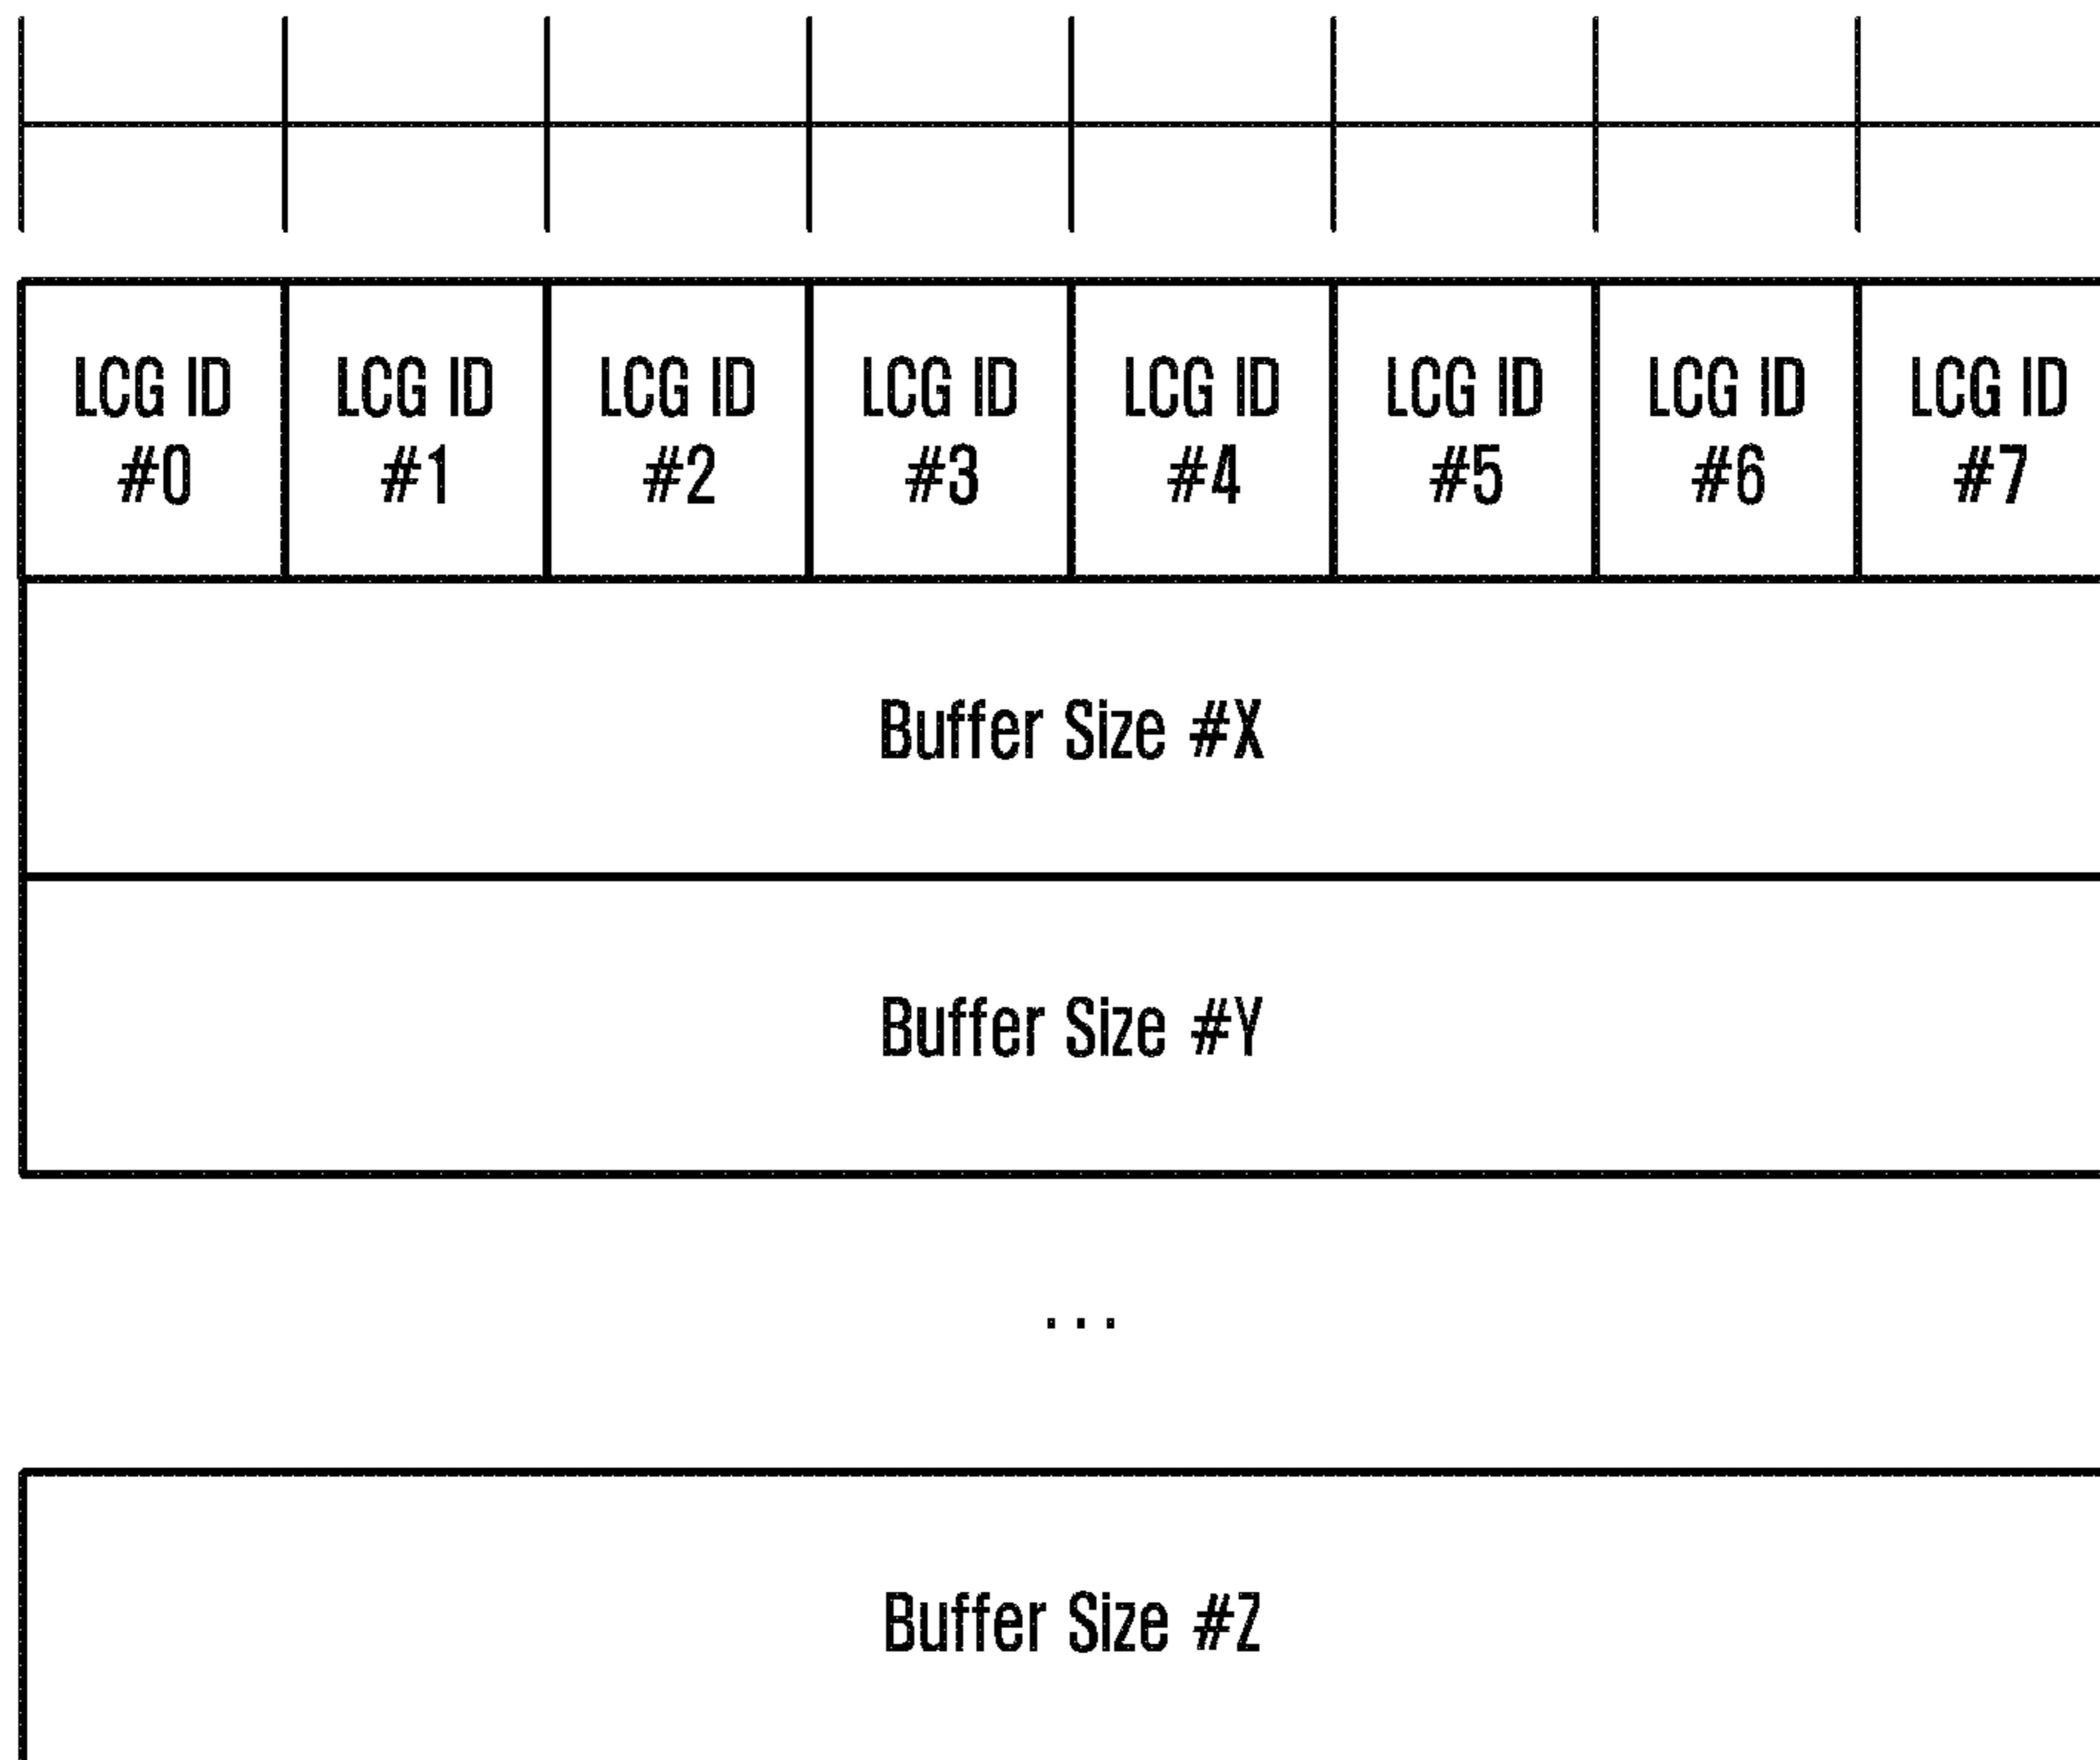 LCG ID LCG ID LCG ID LCG ID LCG ID LCG ID LCG ID LCG ID
#0 #1 #2 #3 #4 #5 #6 #7
Buffer Size #X
Buffer Size #Y
...
Buffer Size #Z